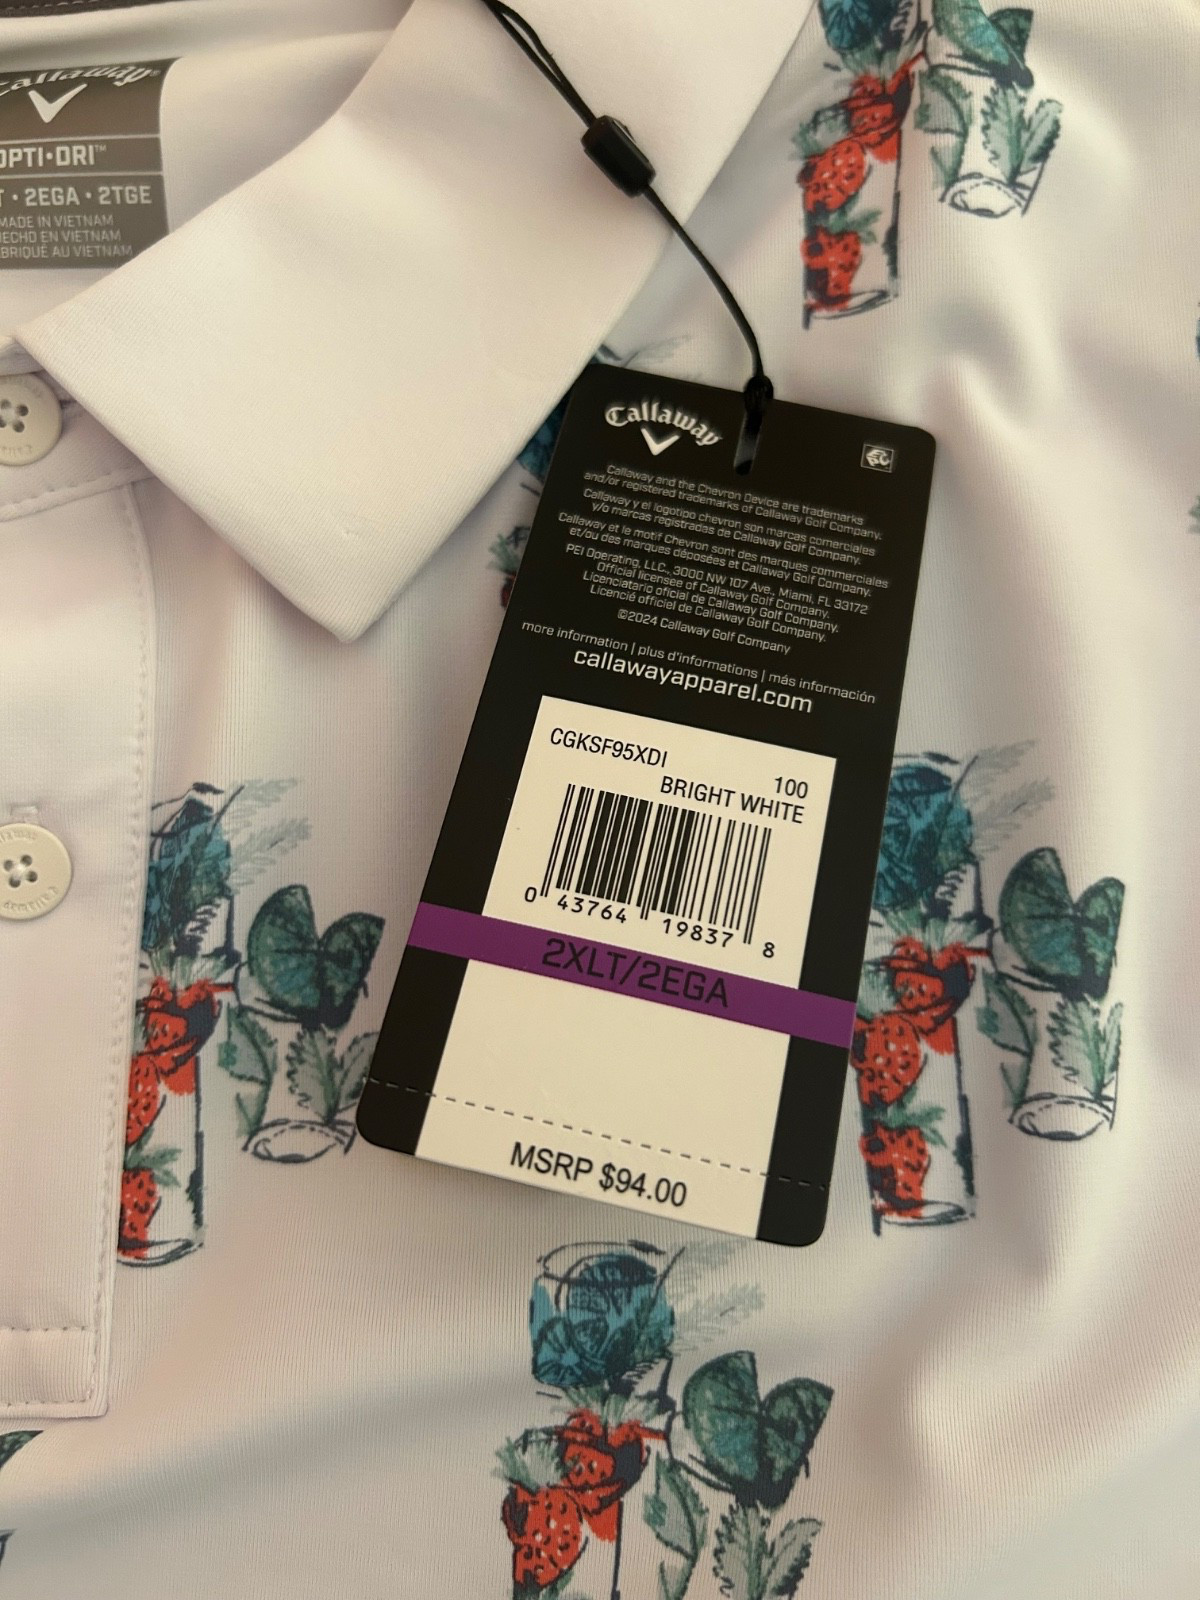 Callaway
OPTI•DRI™
T • 2EGA • 2TGE
MADE IN VIETNAM
HECHO EN VIETNAM
FABRIQUÉ AU VIETNAM
Callaway
Callaway and the Chevron Device are trademarks
and/or registered trademarks of Callaway Golf Company.
Callaway y el logotipo chevron son marcas comerciales
y/o marcas registradas de Callaway Golf Company.
Callaway et le motif Chevron sont des marques commerciales
et/ou des marques déposées et Callaway Golf Company.
PEI Operating, LLC., 3000 NW 107 Ave., Miami, FL 33172
Official licensee of Callaway Golf Company.
Licenciatario oficial de Callaway Golf Company.
Licencié officiel de Callaway Golf Company.
©2024 Callaway Golf Company
more information | plus d'informations | más información
callawayapparel.com
CGKSF95XDI
100
BRIGHT WHITE
0 43764 19837 8
2XLT/2EGA
MSRP $94.00